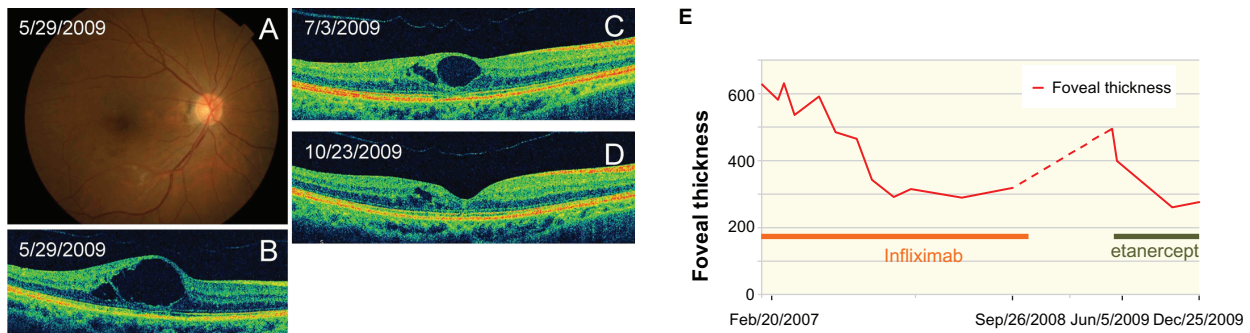 5/29/2009 A
5/29/2009 B
7/3/2009 C
10/23/2009 D
E
Foveal thickness
600
400
200
0
Foveal thickness
Infliximab
etanercept
Feb/20/2007 Sep/26/2008 Jun/5/2009 Dec/25/2009